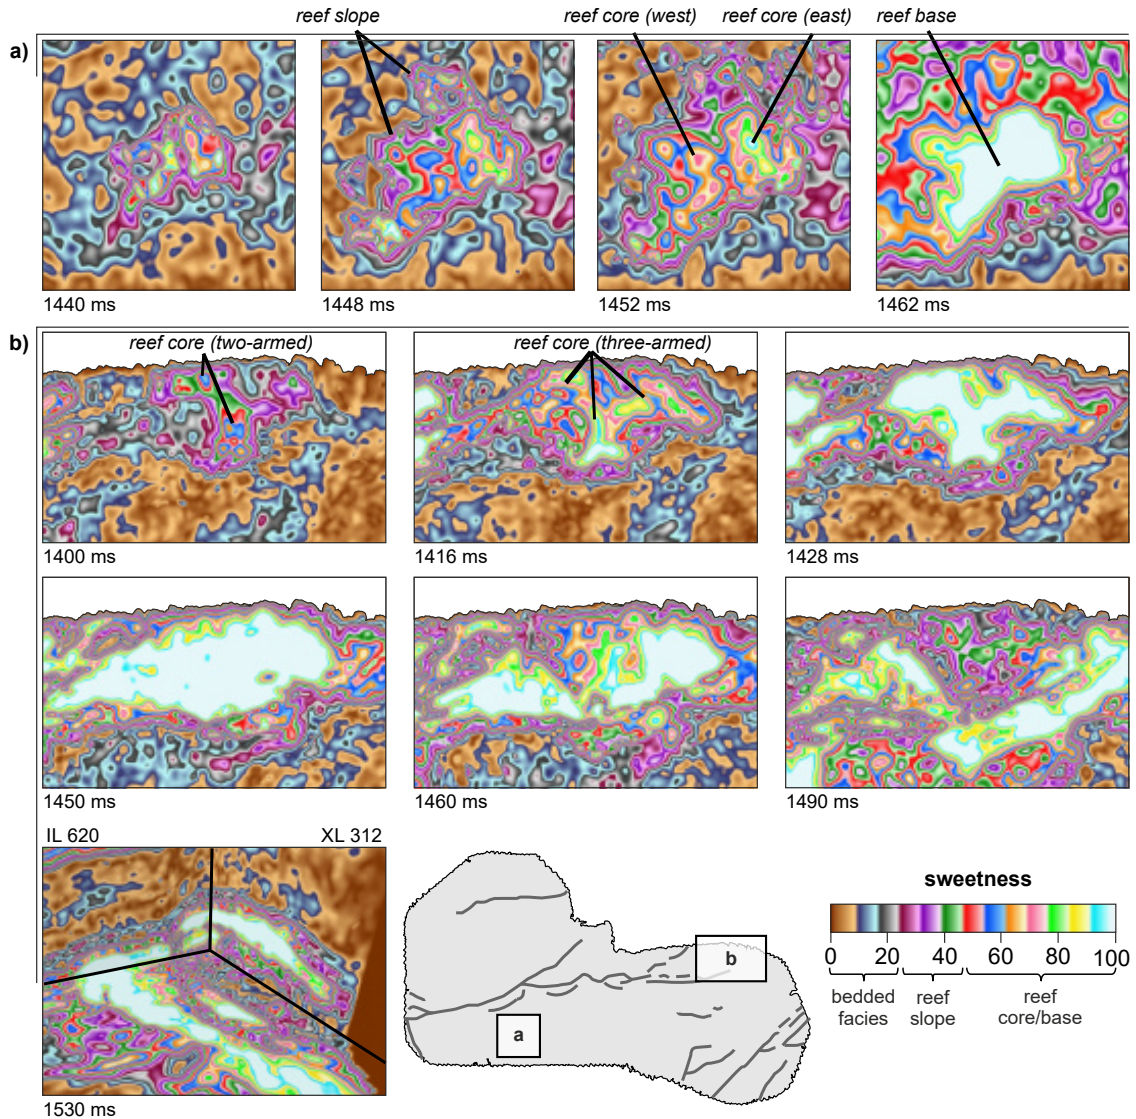 reef slope
reef core (west)
reef core (east)
reef base
a)
1440 ms
1448 ms
1452 ms
1462 ms
b)
reef core (two-armed)
reef core (three-armed)
1400 ms
1416 ms
1428 ms
1450 ms
1460 ms
1490 ms
IL 620
XL 312
1530 ms
a
b
sweetness
0 20 40 60 80 100
bedded
facies
reef
slope
reef
core/base